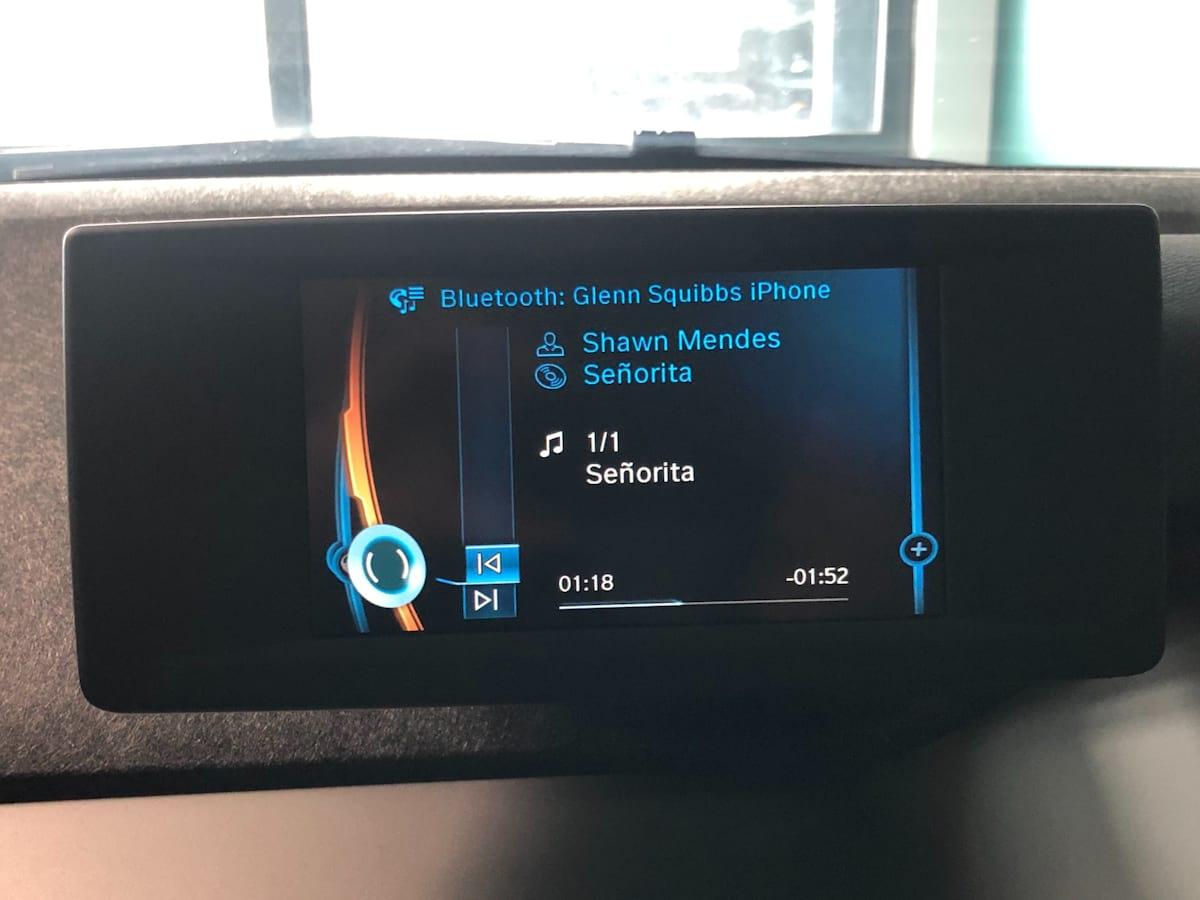 Bluetooth: Glenn Squibbs iPhone
Shawn Mendes
Señorita
1/1
Señorita
01:18 -01:52